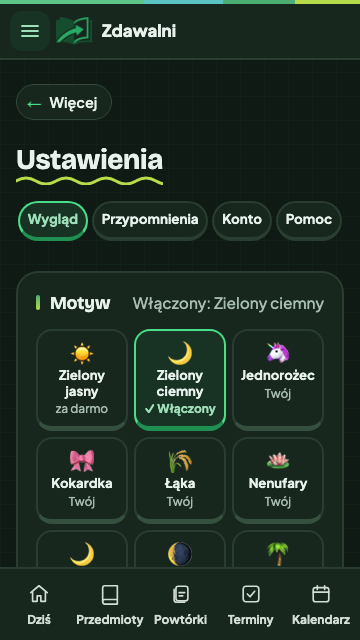 Zdawalni
← Więcej
Ustawienia
Wygląd Przypomnienia Konto Pomoc
Motyw Włączony: Zielony ciemny
Zielony jasny
za darmo
Zielony ciemny
✓ Włączony
Jednorożec
Twój
Kokardka
Twój
Łąka
Twój
Nenufary
Twój
Dziś Przedmioty Powtórki Terminy Kalendarz